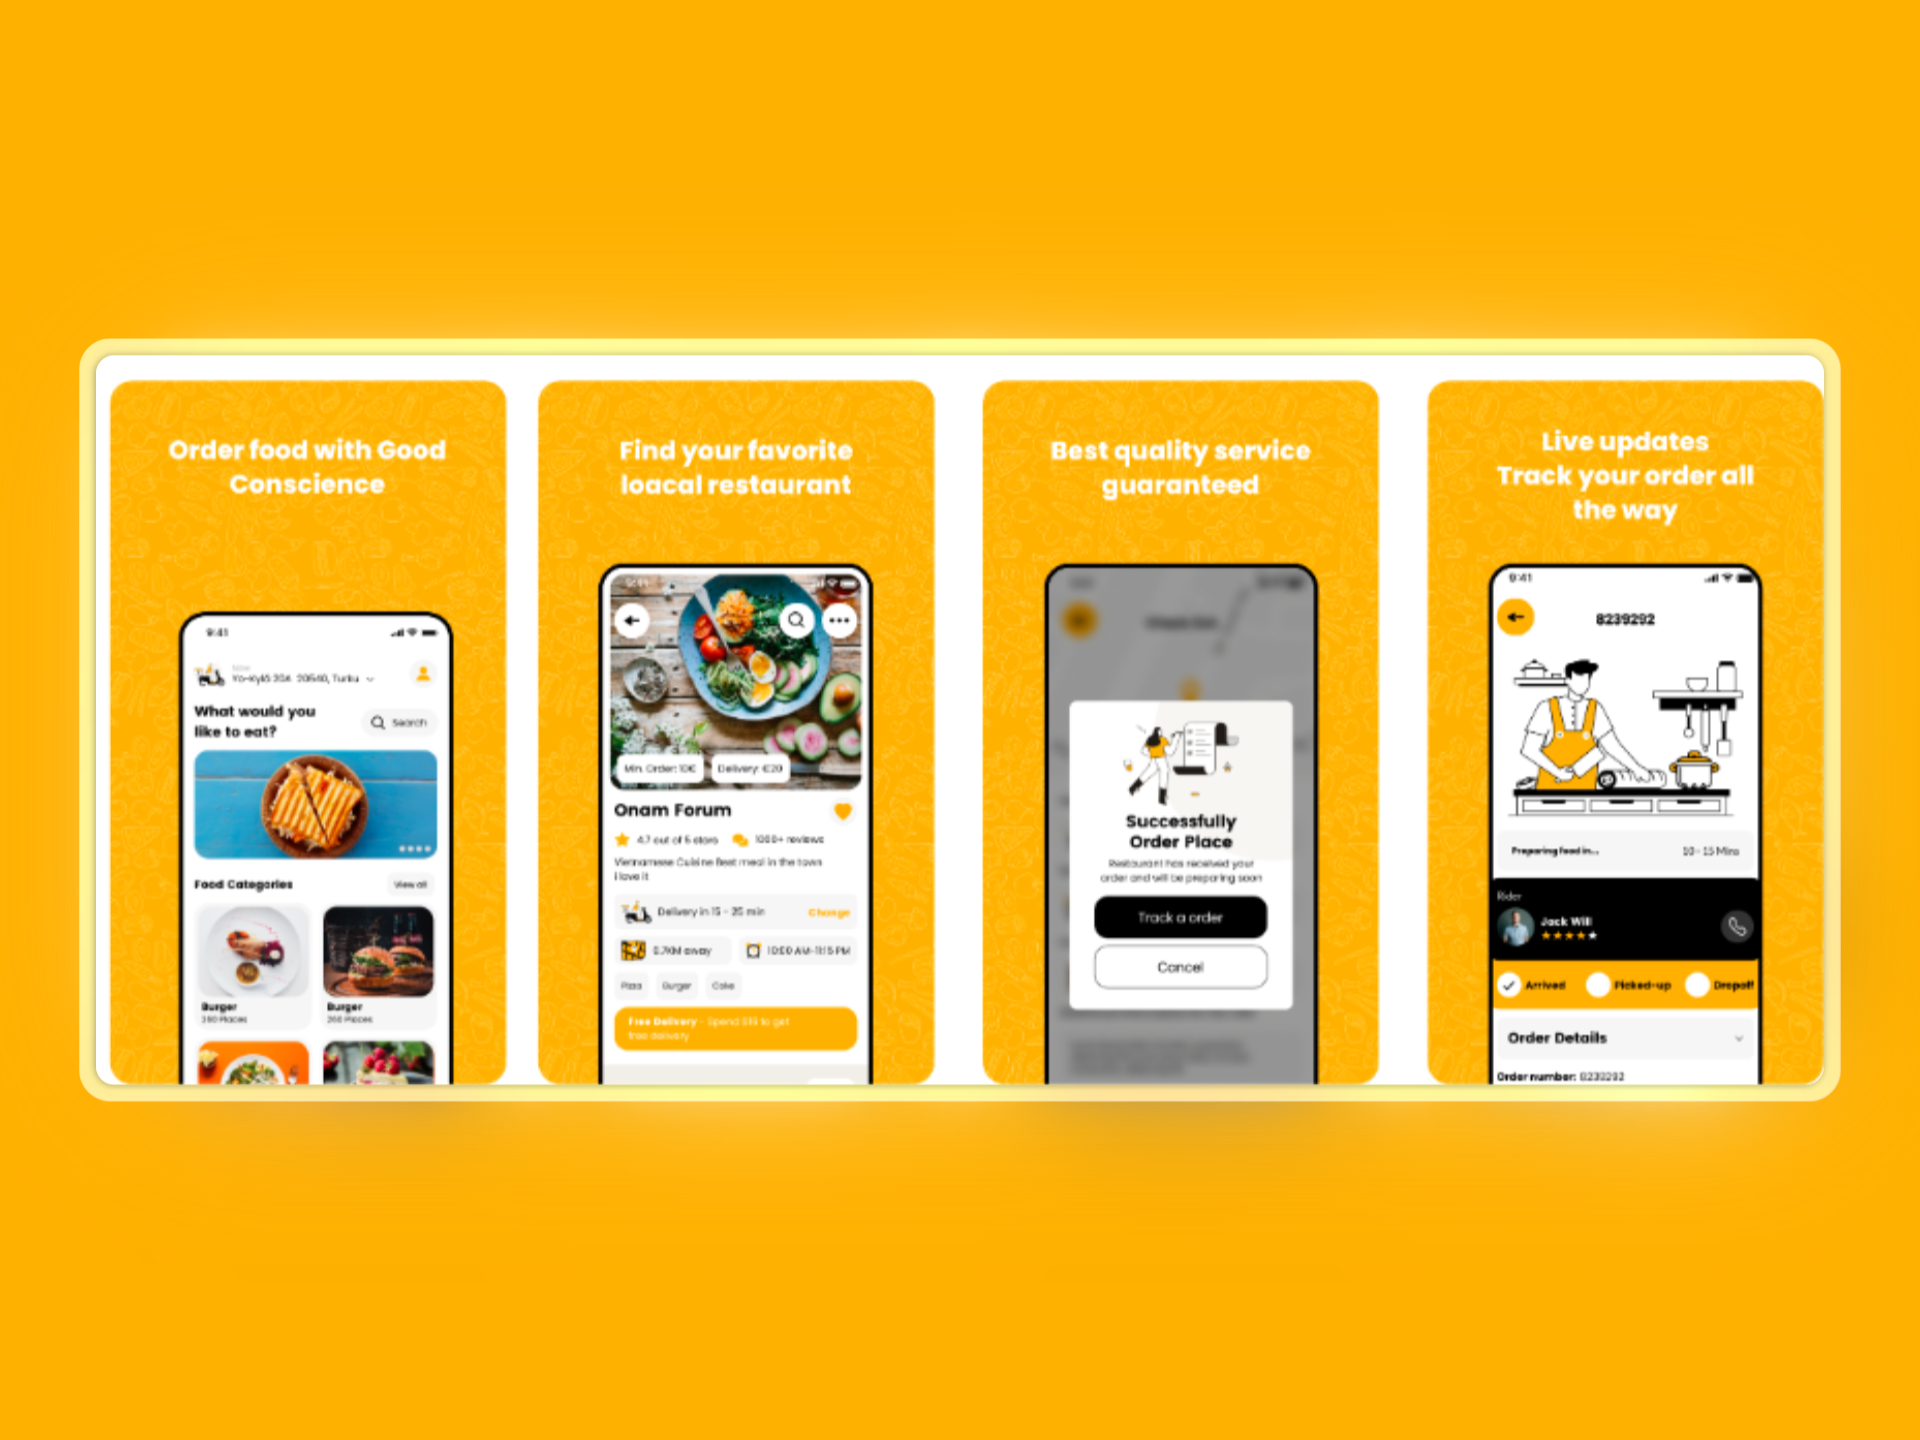 Order food with Good
Conscience
9:41
Now
20540, Turku
What would you
like to eat?
Search
Food Categories
View all
Burger
Places
Burger
Places
Find your favorite
loacal restaurant
9:41
Min. Order: 10€
Delivery: €20
Onam Forum
4.7 out of 5 stars
1000+ reviews
Vietnamese Cuisine Best meal in the town
i love it
Delivery in 15 - 25 min
Change
0.7KM away
10:00 AM-11:15 PM
Pizza
Burger
Cake
Free Delivery - Spend to get
free delivery
Best quality service
guaranteed
Successfully
Order Place
Restaurant has received your
order and will be preparing soon
Track a order
Cancel
Live updates
Track your order all
the way
9:41
8239292
Preparing food in...
10 - 15 Mins
Rider
Jack Will
Arrived
Picked-up
Dropoff
Order Details
Order number: 8239292